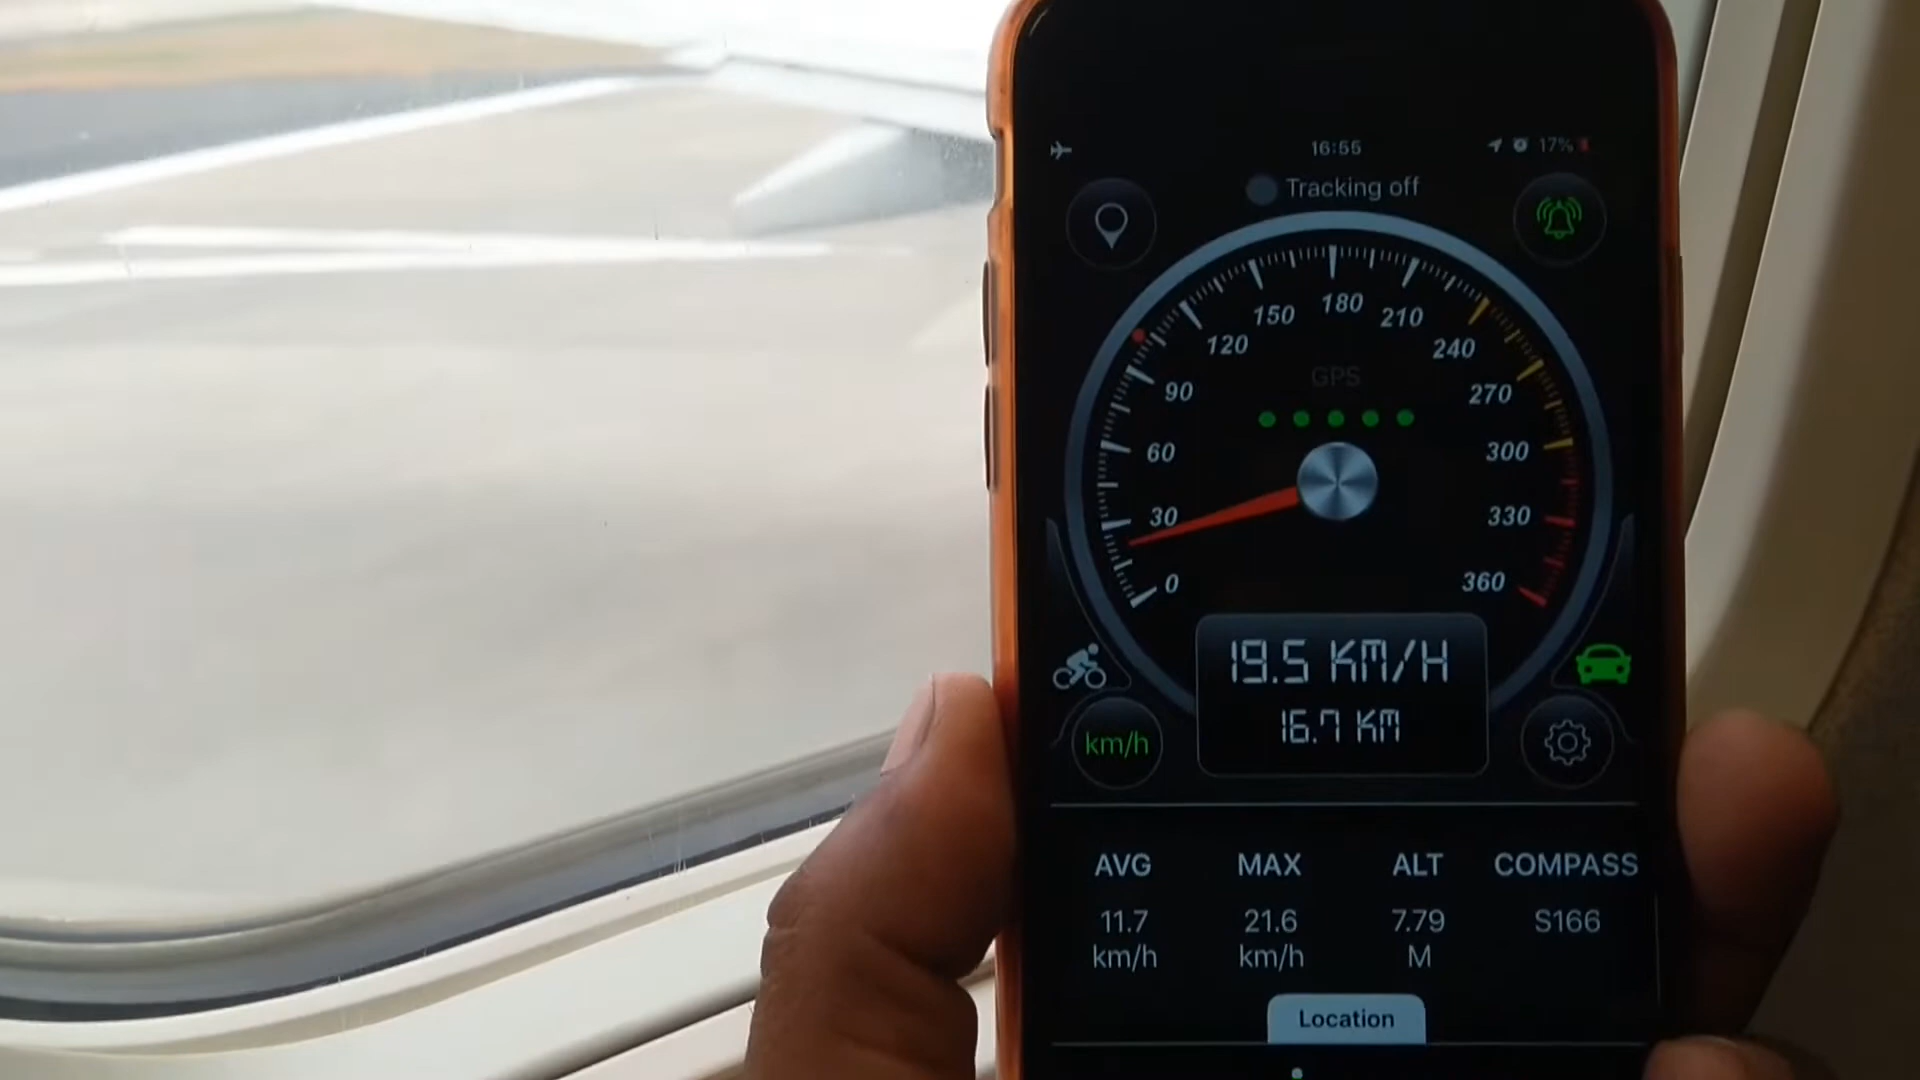 16:55
17%
Tracking off
180
150
210
120
240
GPS
90
270
60
300
30
330
0
360
19.5 KM/H
16.7 KM
km/h
AVG MAX ALT COMPASS
11.7 21.6 7.79 S166
km/h km/h M
Location